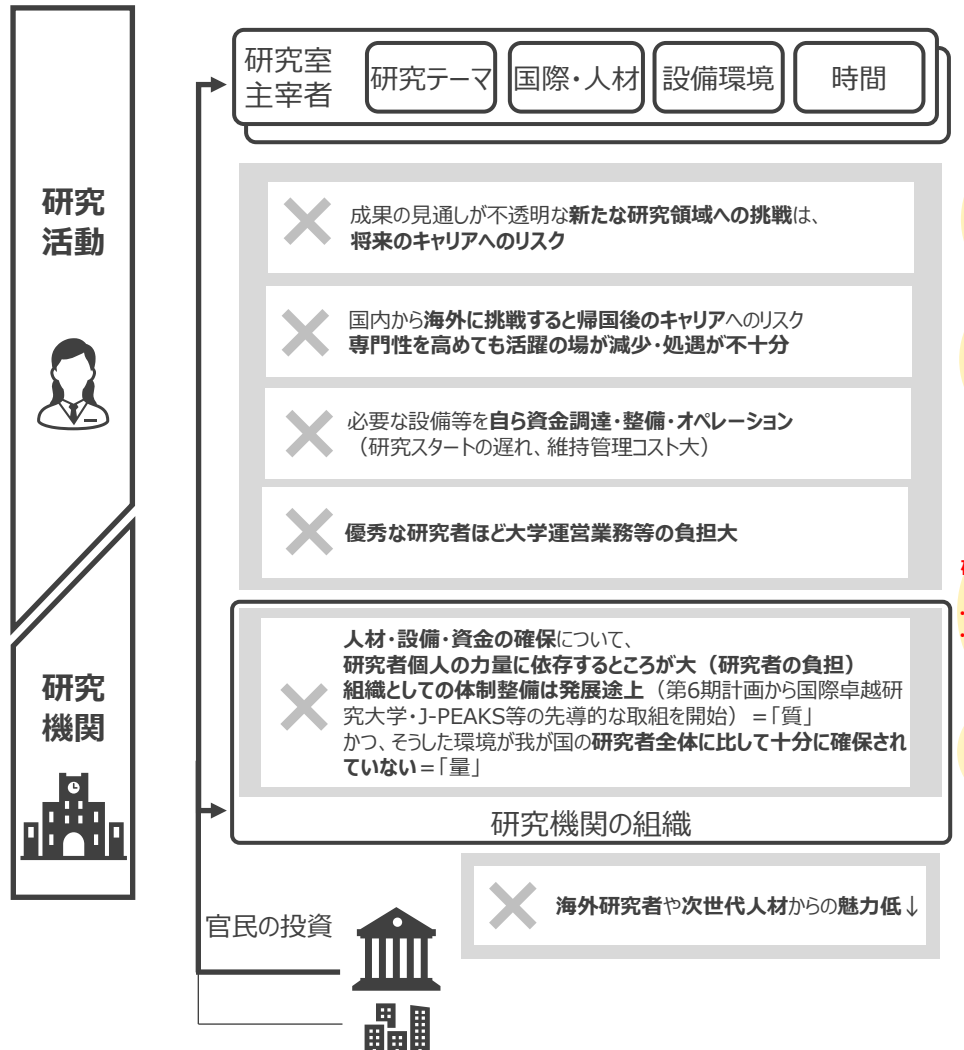 研究室
主宰者
研究テーマ
国際・人材
設備環境
時間
研究
活動
成果の見通しが不透明な新たな研究領域への挑戦は、
将来のキャリアへのリスク
国内から海外に挑戦すると帰国後のキャリアへのリスク
専門性を高めても活躍の場が減少・処遇が不十分
必要な設備等を自ら資金調達・整備・オペレーション
（研究スタートの遅れ、維持管理コスト大）
優秀な研究者ほど大学運営業務等の負担大
研究
機関
人材・設備・資金の確保について、
研究者個人の力量に依存するところが大（研究者の負担）
組織としての体制整備は発展途上（第6期計画から国際卓越研
究大学・J-PEAKS等の先導的な取組を開始）＝「質」
かつ、そうした環境が我が国の研究者全体に比して十分に確保され
ていない＝「量」
研究機関の組織
海外研究者や次世代人材からの魅力低↓
官民の投資